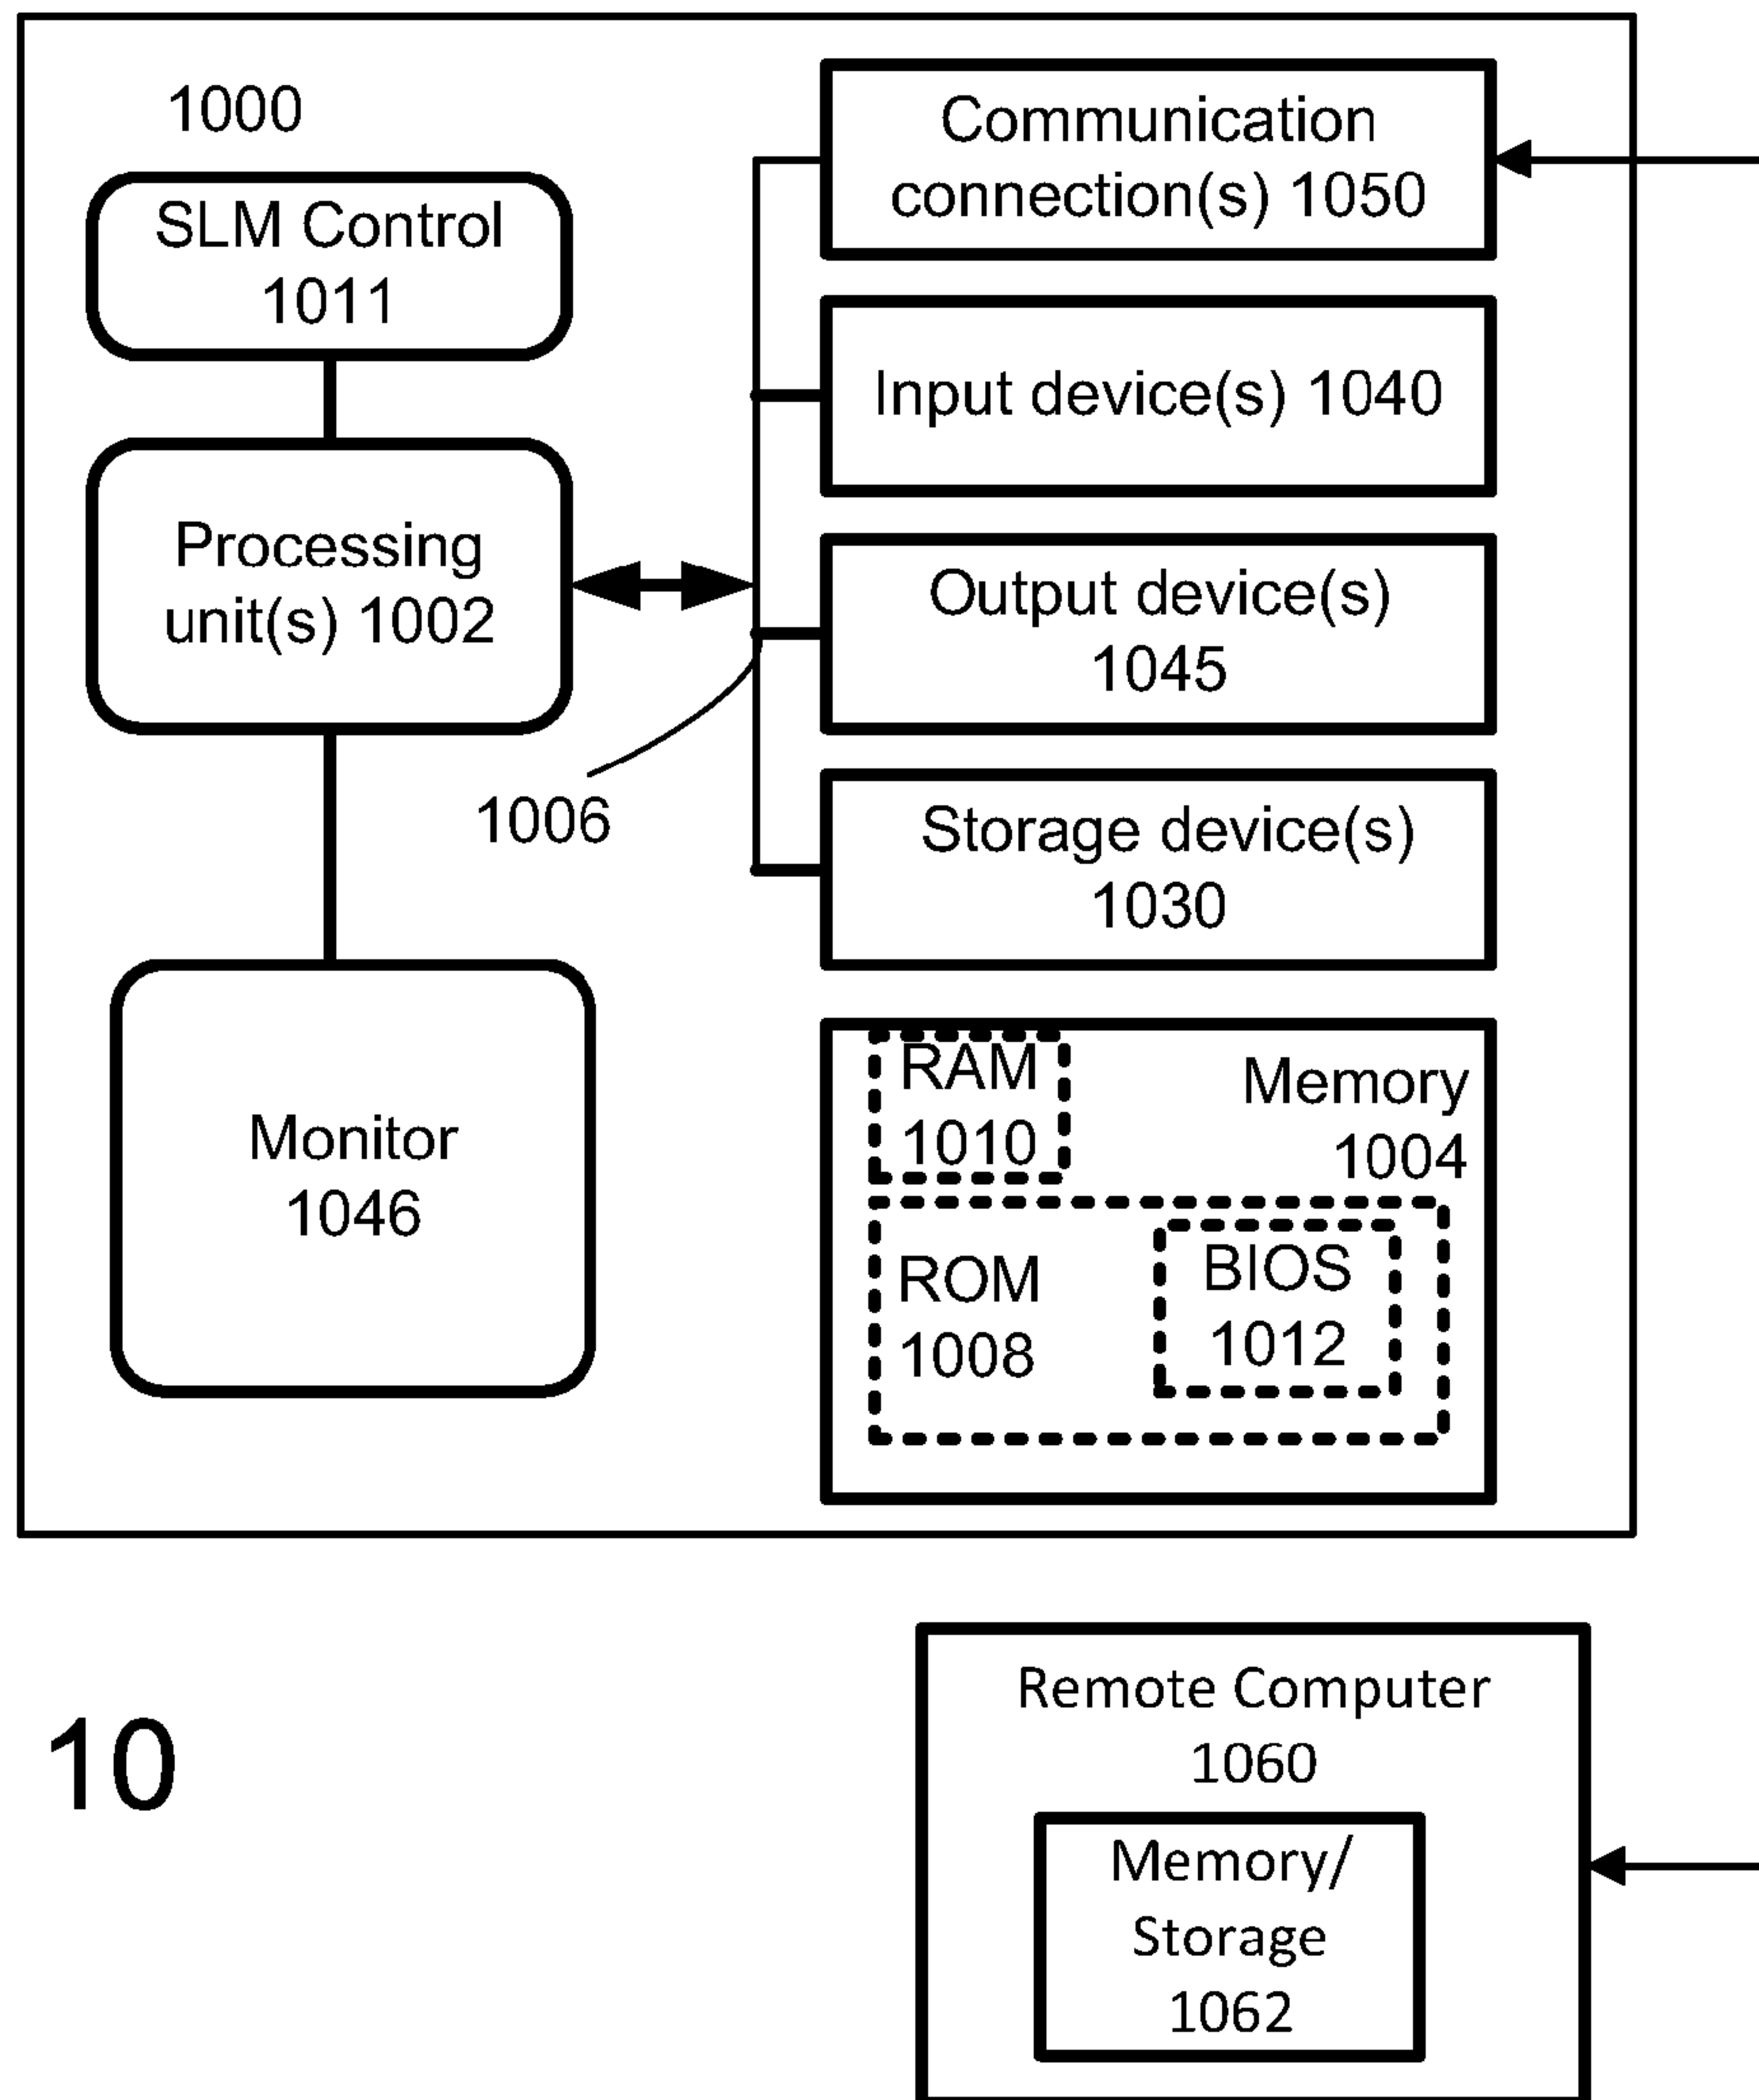 1000
SLM Control
1011
Processing
unit(s) 1002
1006
Monitor
1046
Communication
connection(s) 1050
Input device(s) 1040
Output device(s)
1045
Storage device(s)
1030
RAM
1010
Memory
1004
ROM
1008
BIOS
1012
10
Remote Computer
1060
Memory/
Storage
1062